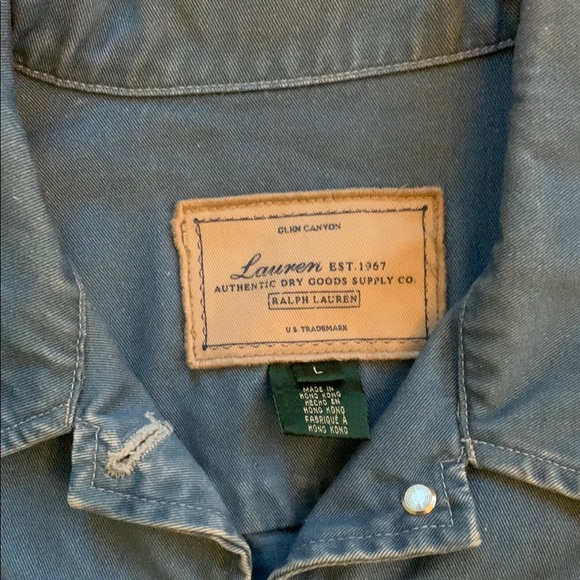 GLEN CANYON
Lauren EST. 1967
AUTHENTIC DRY GOODS SUPPLY CO.
RALPH LAUREN
U.S. TRADEMARK
L
MADE IN
HONG KONG
HECHO EN
HONG KONG
FABRIQUÉ À
HONG KONG